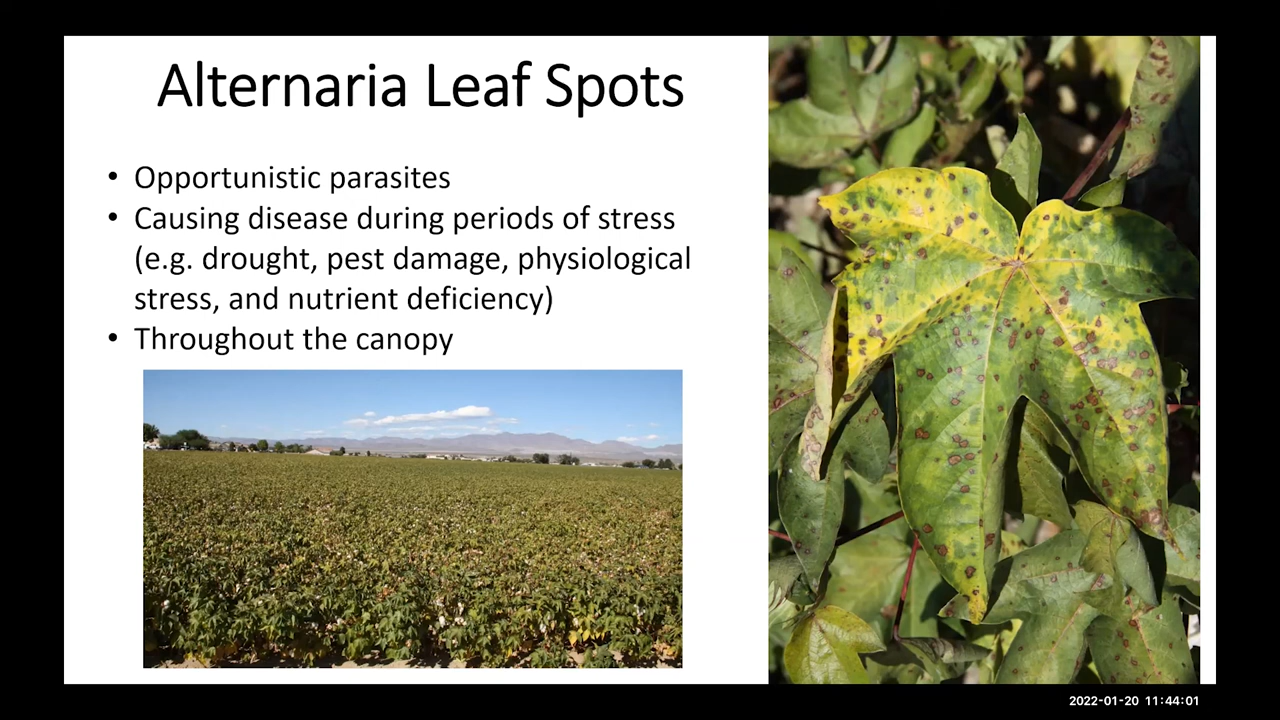 Alternaria Leaf Spots
• Opportunistic parasites
• Causing disease during periods of stress
(e.g. drought, pest damage, physiological
stress, and nutrient deficiency)
• Throughout the canopy
2022-01-20 11:44:01